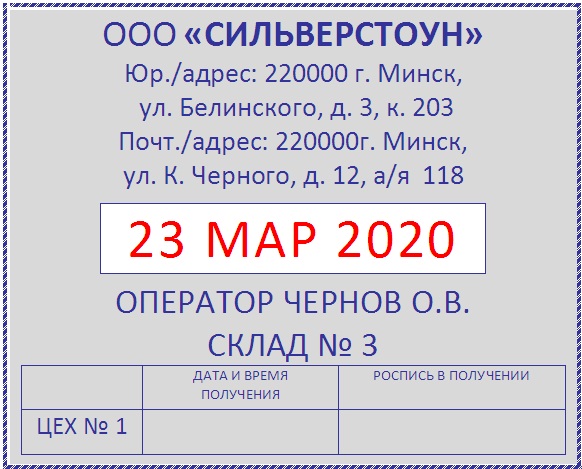 ООО «СИЛЬВЕРСТОУН»
Юр./адрес: 220000 г. Минск,
ул. Белинского, д. 3, к. 203
Почт./адрес: 220000г. Минск,
ул. К. Черного, д. 12, а/я 118
23 МАР 2020
ОПЕРАТОР ЧЕРНОВ О.В.
СКЛАД № 3
ДАТА И ВРЕМЯ РОСПИСЬ В ПОЛУЧЕНИИ
ПОЛУЧЕНИЯ
ЦЕХ № 1